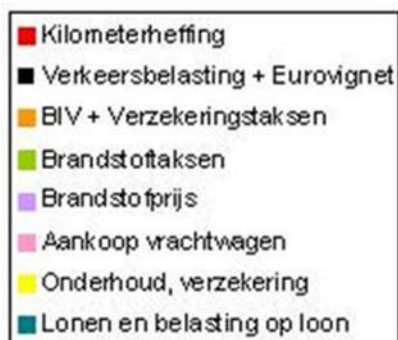 Kilometerheffing
Verkeersbelasting + Eurovignet
BIV + Verzekeringstaksen
Brandstoftaksen
Brandstofprijs
Aankoop vrachtwagen
Onderhoud, verzekering
Lonen en belasting op loon